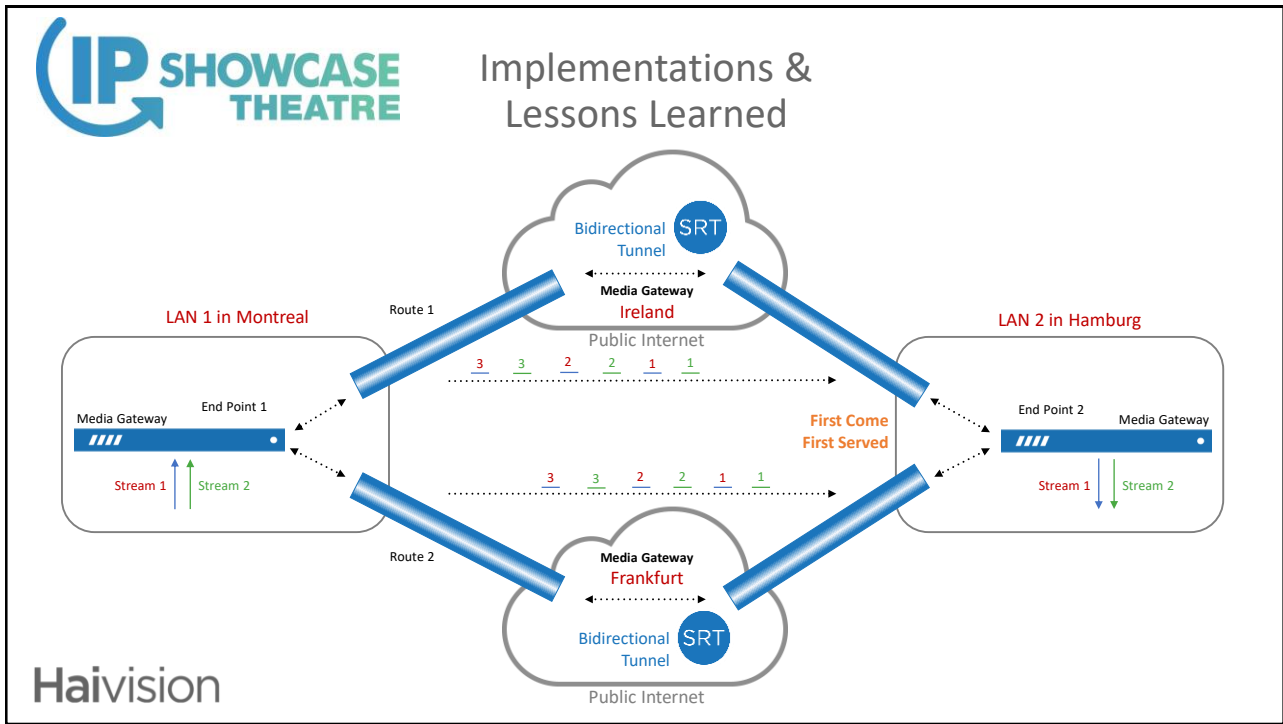 IP SHOWCASE
THEATRE
Implementations &
Lessons Learned
Bidirectional
Tunnel
SRT
Media Gateway
Ireland
Public Internet
Route 1
LAN 1 in Montreal
LAN 2 in Hamburg
3 3 2 2 1 1
End Point 1
Media Gateway
First Come
First Served
End Point 2
Media Gateway
Stream 1
Stream 2
3 3 2 2 1 1
Stream 1
Stream 2
Route 2
Media Gateway
Frankfurt
Bidirectional
Tunnel
SRT
Public Internet
Haivision